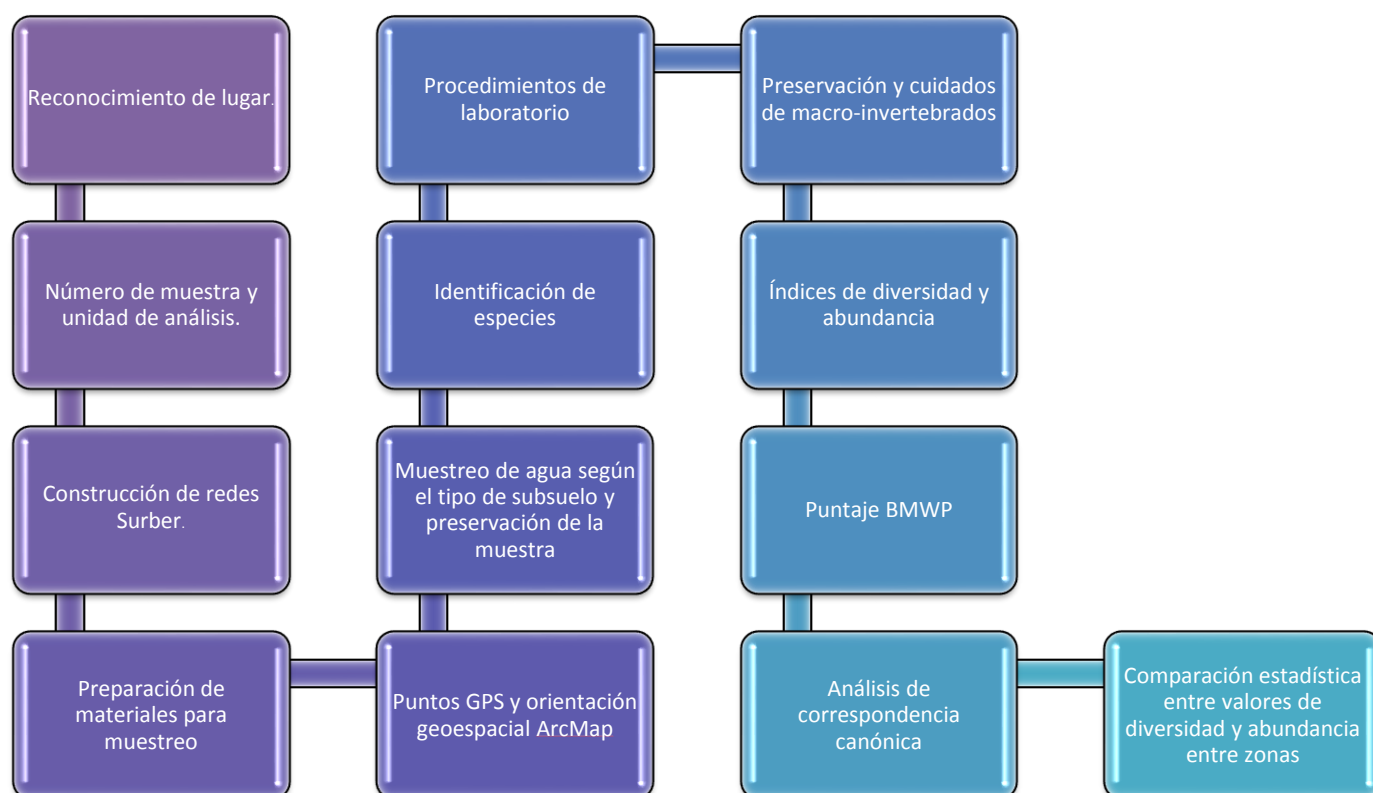 Reconocimiento de lugar.
Número de muestra y
unidad de análisis.
Construcción de redes
Surber.
Preparación de
materiales para
muestreo
Puntos GPS y orientación
geoespacial ArcMap
Muestreo de agua según
el tipo de subsuelo y
preservación de la
muestra
Identificación de
especies
Procedimientos de
laboratorio
Preservación y cuidados
de macro-invertebrados
Índices de diversidad y
abundancia
Puntaje BMWP
Análisis de
correspondencia
canónica
Comparación estadística
entre valores de
diversidad y abundancia
entre zonas